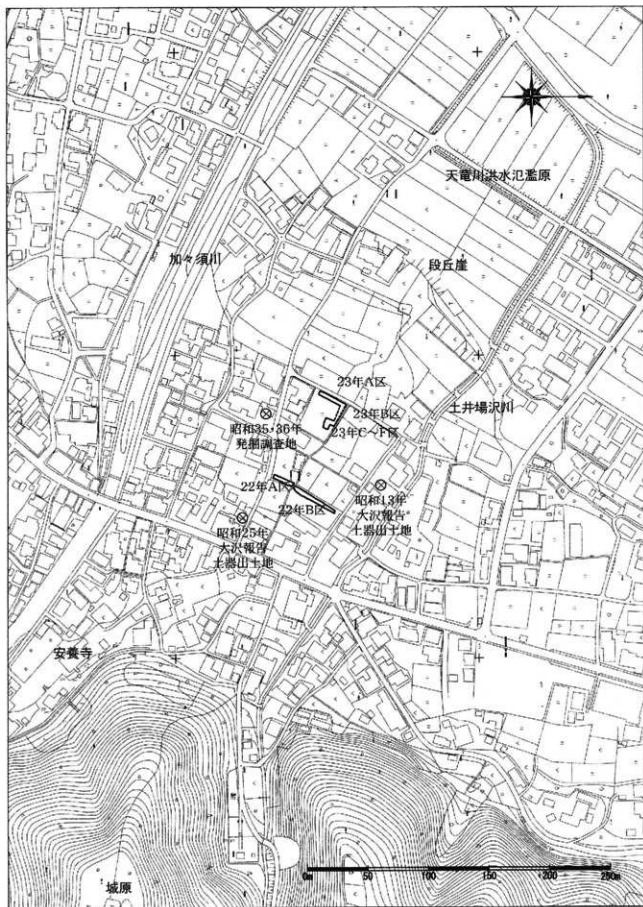 天竜川洪水氾濫原
加々須川
段丘崖
23年A区
23年B区
土井場沢川
昭和35・36年
発掘調査地
23年C～F区
22年A区
昭和13年
大沢報告
土器出土地
22年B区
昭和25年
大沢報告
土器出土地
安養寺
城原
0m 50 100 150 200 250m